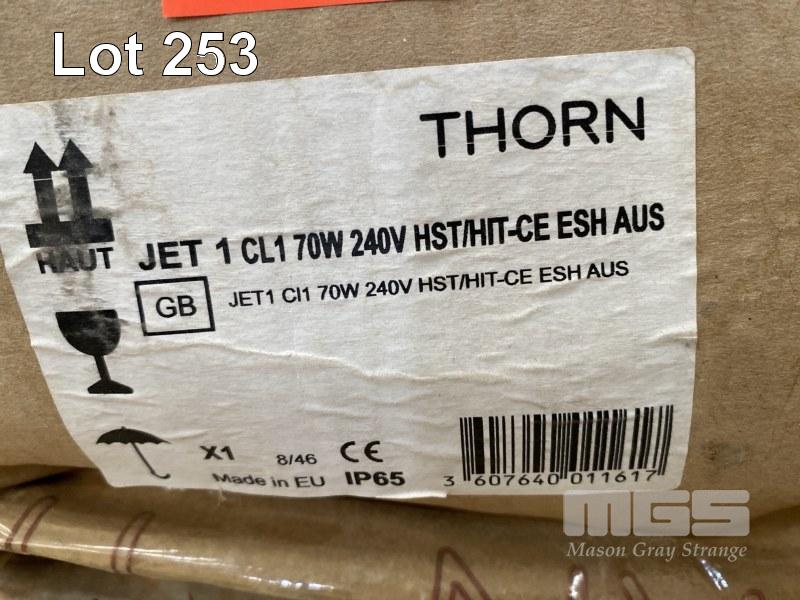 Lot 253
THORN
HAUT
JET 1 CL1 70W 240V HST/HIT-CE ESH AUS
GB
JET1 Cl1 70W 240V HST/HIT-CE ESH AUS
X1 8/46 CE
Made in EU IP65
3 607640 011617
MGS
Mason Gray Strange